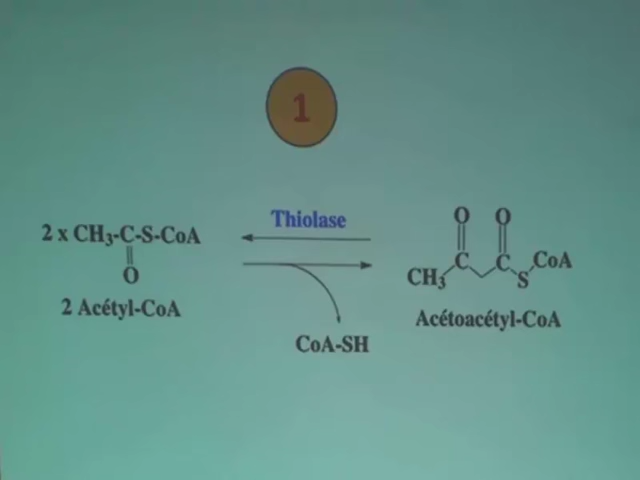 1
Thiolase
2 x CH₃-C-S-CoA
O
2 Acétyl-CoA
CoA-SH
O O
CH₃ C C S CoA
Acétoacétyl-CoA